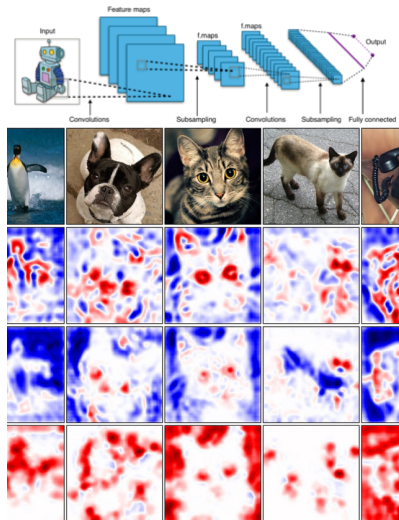 Feature maps
Input
f.maps
f.maps
Output
Convolutions
Subsampling
Convolutions
Subsampling
Fully connected